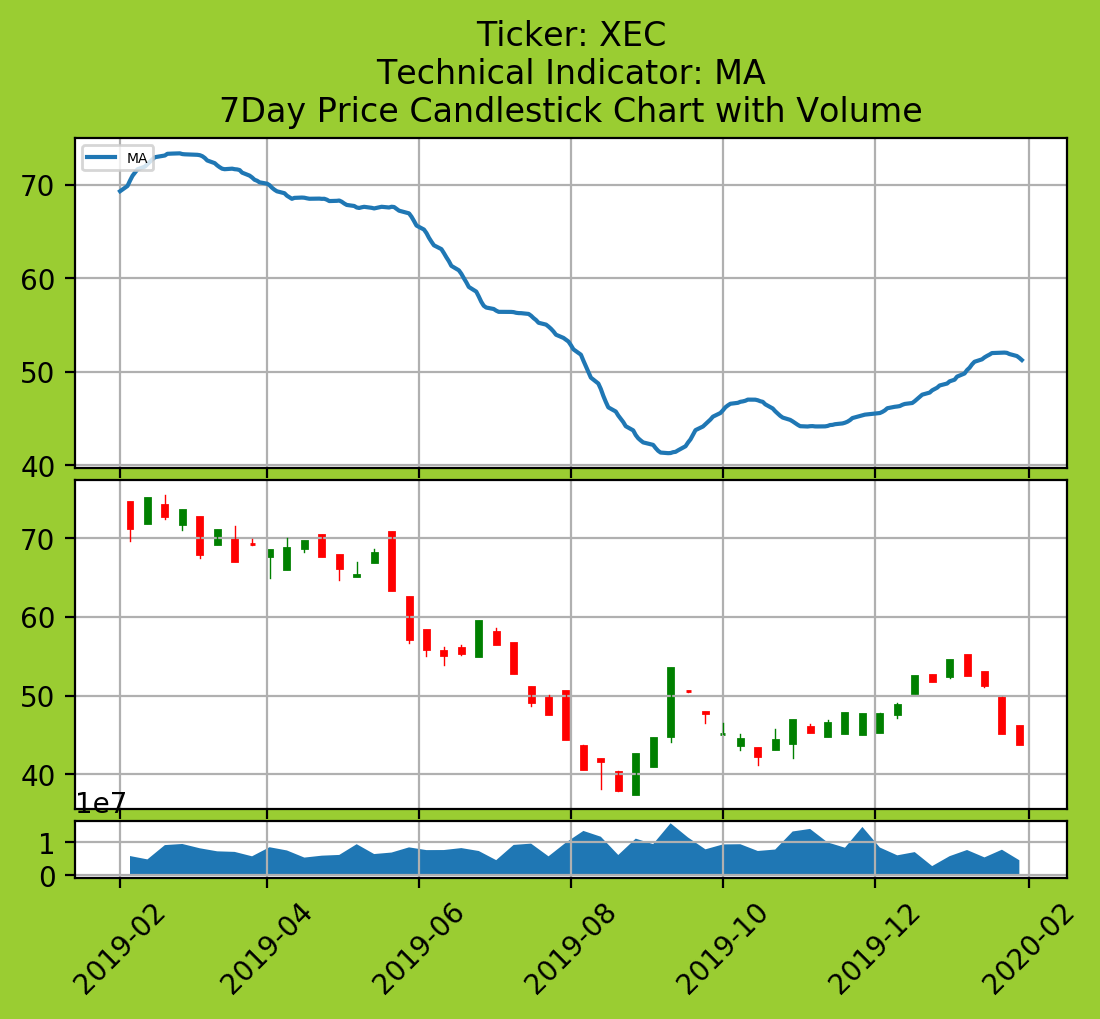 Ticker: XEC
Technical Indicator: MA
7Day Price Candlestick Chart with Volume
MA
70
60
50
40
70
60
50
40
1e7
1
0
2019-02 2019-04 2019-06 2019-08 2019-10 2019-12 2020-02